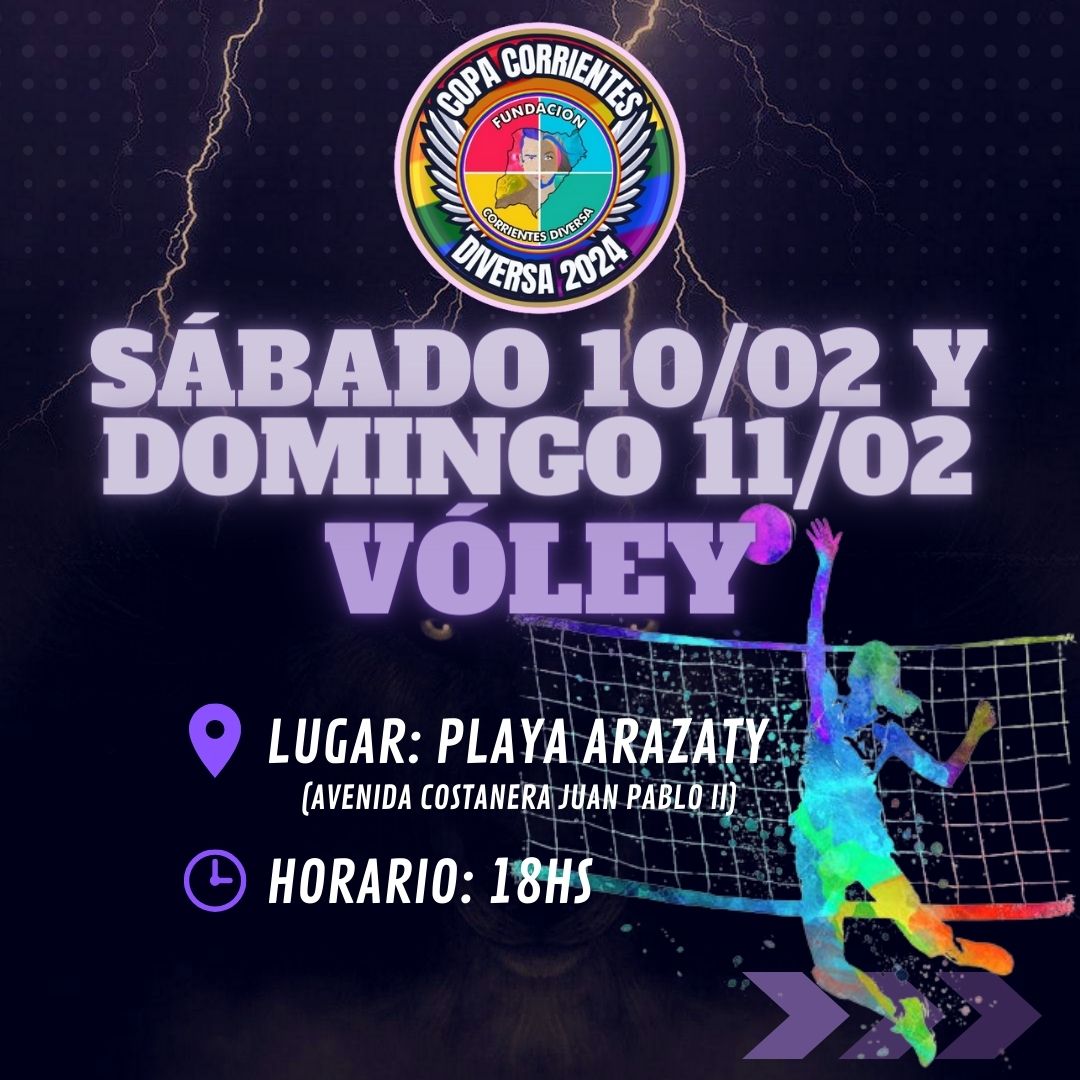 COPA CORRIENTES
FUNDACION
CORRIENTES DIVERSA
DIVERSA 2024
SÁBADO 10/02 Y
DOMINGO 11/02
VÓLEY
LUGAR: PLAYA ARAZATY
(AVENIDA COSTANERA JUAN PABLO II)
HORARIO: 18HS